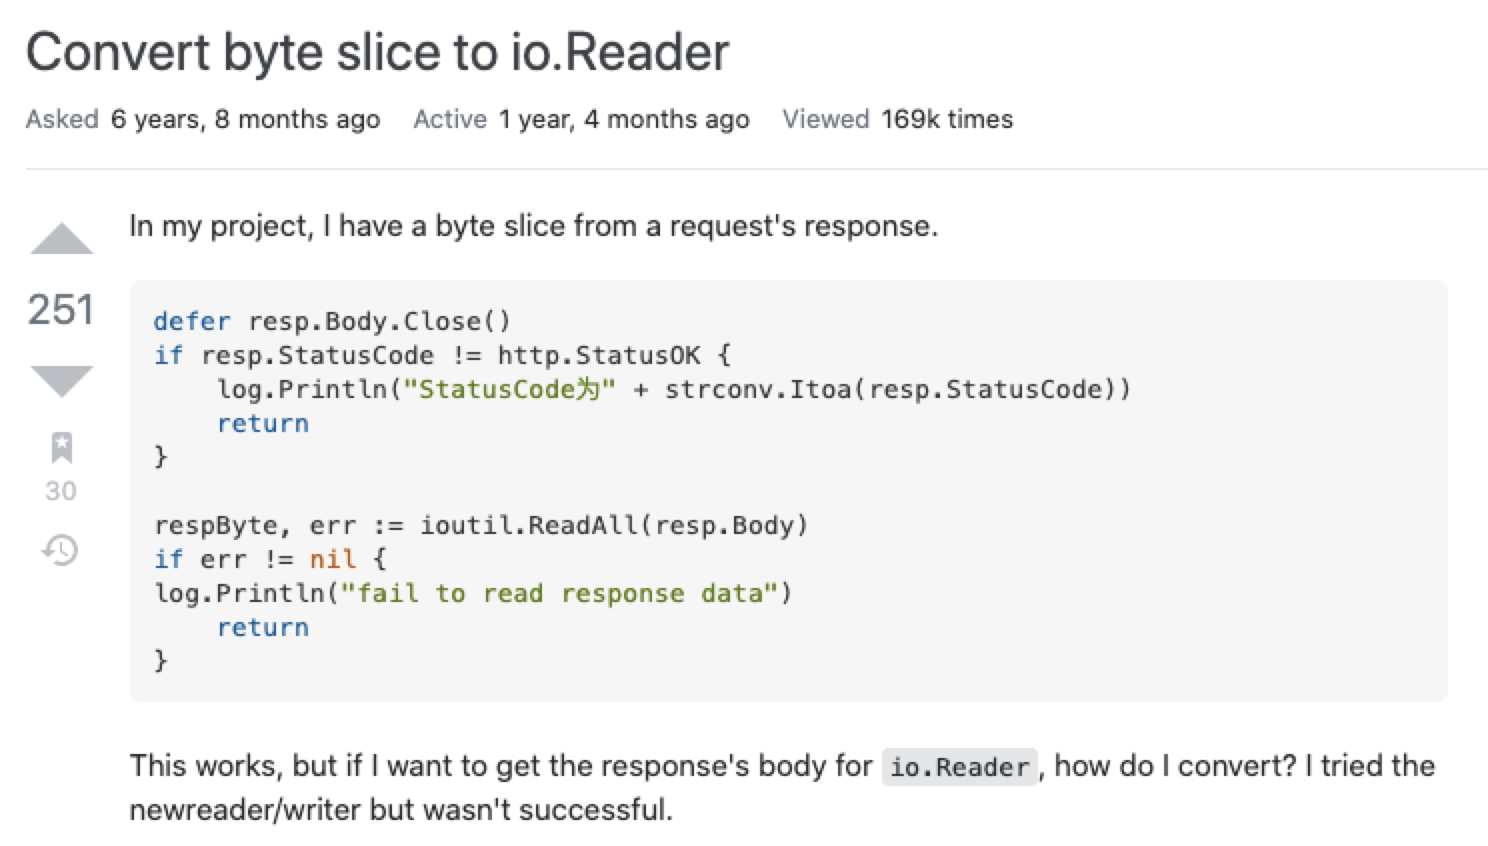 Convert byte slice to io.Reader
Asked 6 years, 8 months ago Active 1 year, 4 months ago Viewed 169k times
In my project, I have a byte slice from a request's response.
251
defer resp.Body.Close()
if resp.StatusCode != http.StatusOK {
    log.Println("StatusCode为" + strconv.Itoa(resp.StatusCode))
    return
}
30
respByte, err := ioutil.ReadAll(resp.Body)
if err != nil {
log.Println("fail to read response data")
    return
}
This works, but if I want to get the response's body for io.Reader, how do I convert? I tried the
newreader/writer but wasn't successful.